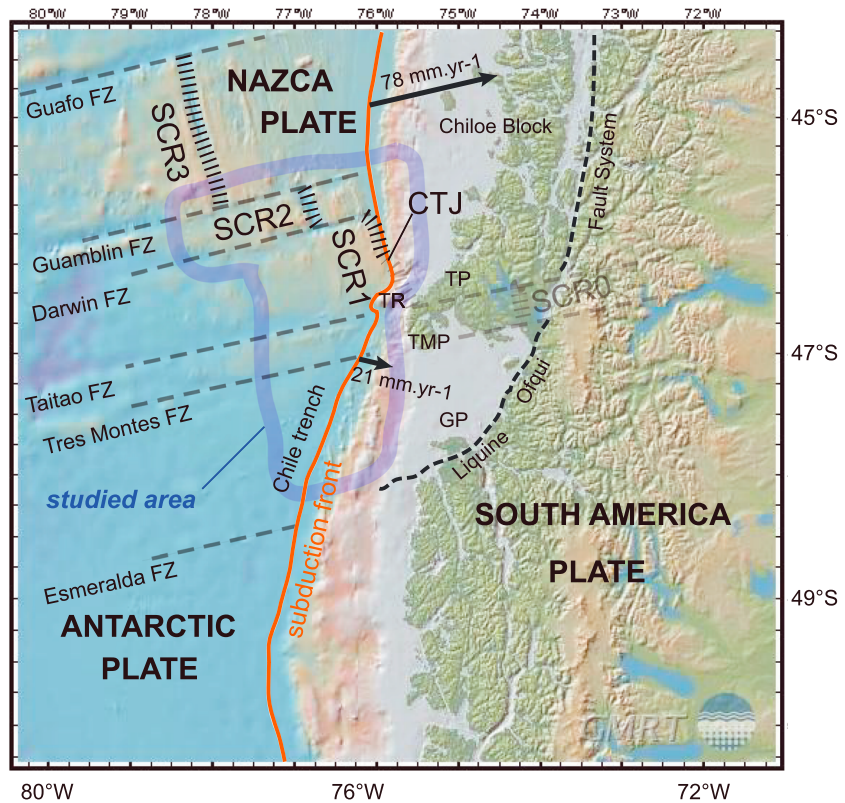 80°W 79°W 78°W 77°W 76°W 75°W 74°W 73°W 72°W
NAZCA
PLATE
78 mm.yr-1
Guafo FZ
SCR3
Chiloe Block
45°S
Fault System
SCR2
CTJ
SCR1
Guamblin FZ
Darwin FZ
TP
SCR0
TR
TMP
47°S
21 mm.yr-1
Taitao FZ
Tres Montes FZ
Ofqui
GP
Liquine
Chile trench
studied area
subduction front
SOUTH AMERICA
PLATE
Esmeralda FZ
49°S
ANTARCTIC
PLATE
GMRT
80°W 76°W 72°W